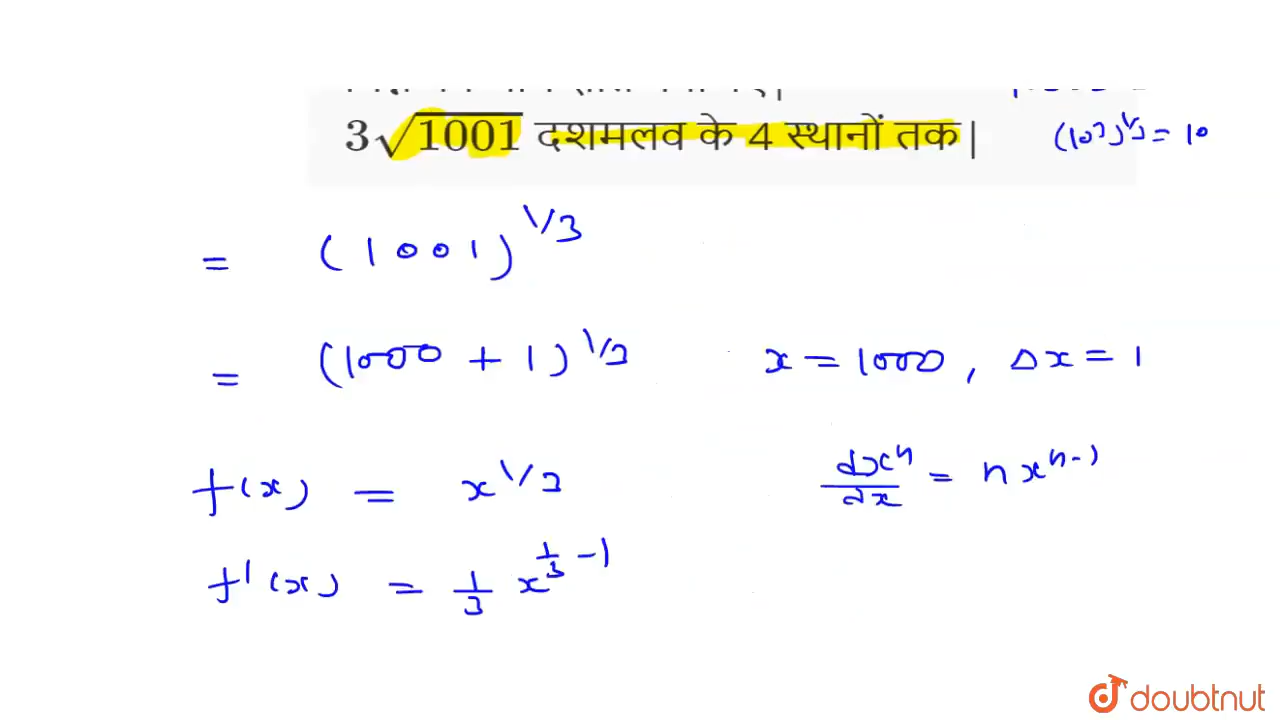 3√1001 दशमलव के 4 स्थानों तक|
(10³)^1/3 = 10
= (1001)^1/3
= (1000 + 1)^1/3 x = 1000, Δx = 1
f(x) = x^1/3 dx^n/dx = n x^(n-1)
f'(x) = 1/3 x^(1/3 - 1)
doubtnut